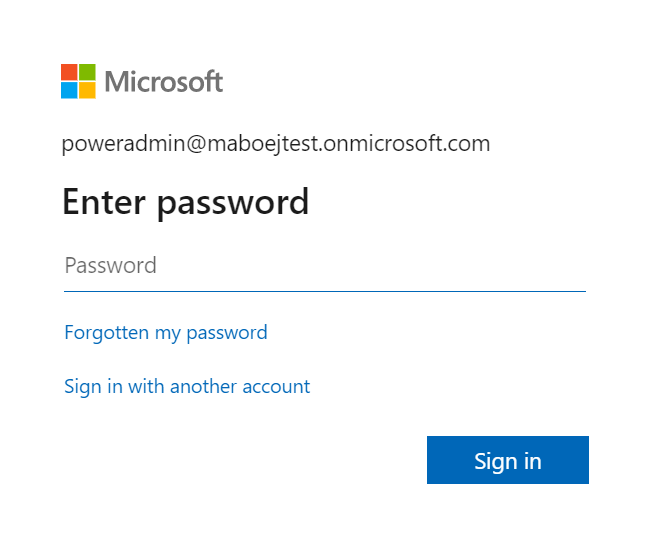 Microsoft
poweradmin@maboejtest.onmicrosoft.com
Enter password
Password
Forgotten my password
Sign in with another account
Sign in